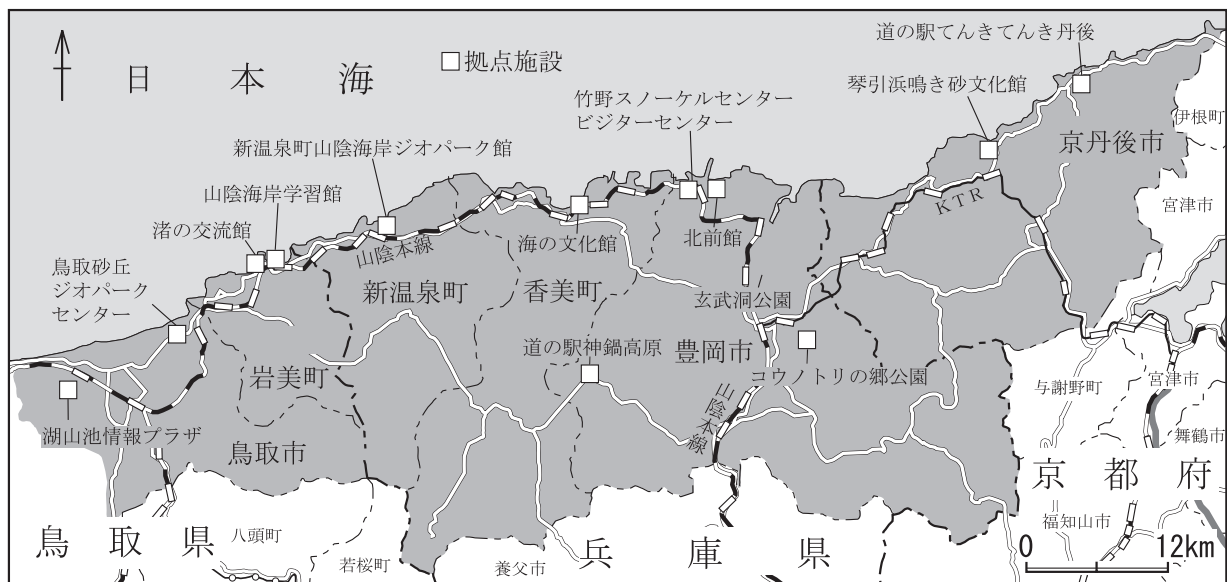 道の駅てんきてんき丹後
□拠点施設
日本海
琴引浜鳴き砂文化館
竹野スノーケルセンター
ビジターセンター
伊根町
京丹後市
新温泉町山陰海岸ジオパーク館
山陰海岸学習館
KTR
宮津市
渚の交流館
山陰本線
海の文化館
北前館
鳥取砂丘
ジオパーク
センター
新温泉町
香美町
玄武洞公園
道の駅神鍋高原
豊岡市
岩美町
コウノトリの郷公園
与謝野町
宮津市
山陰本線
湖山池情報プラザ
鳥取市
舞鶴市
京都府
福知山市
鳥取県
八頭町
若桜町
養父市
兵庫県
0 12km